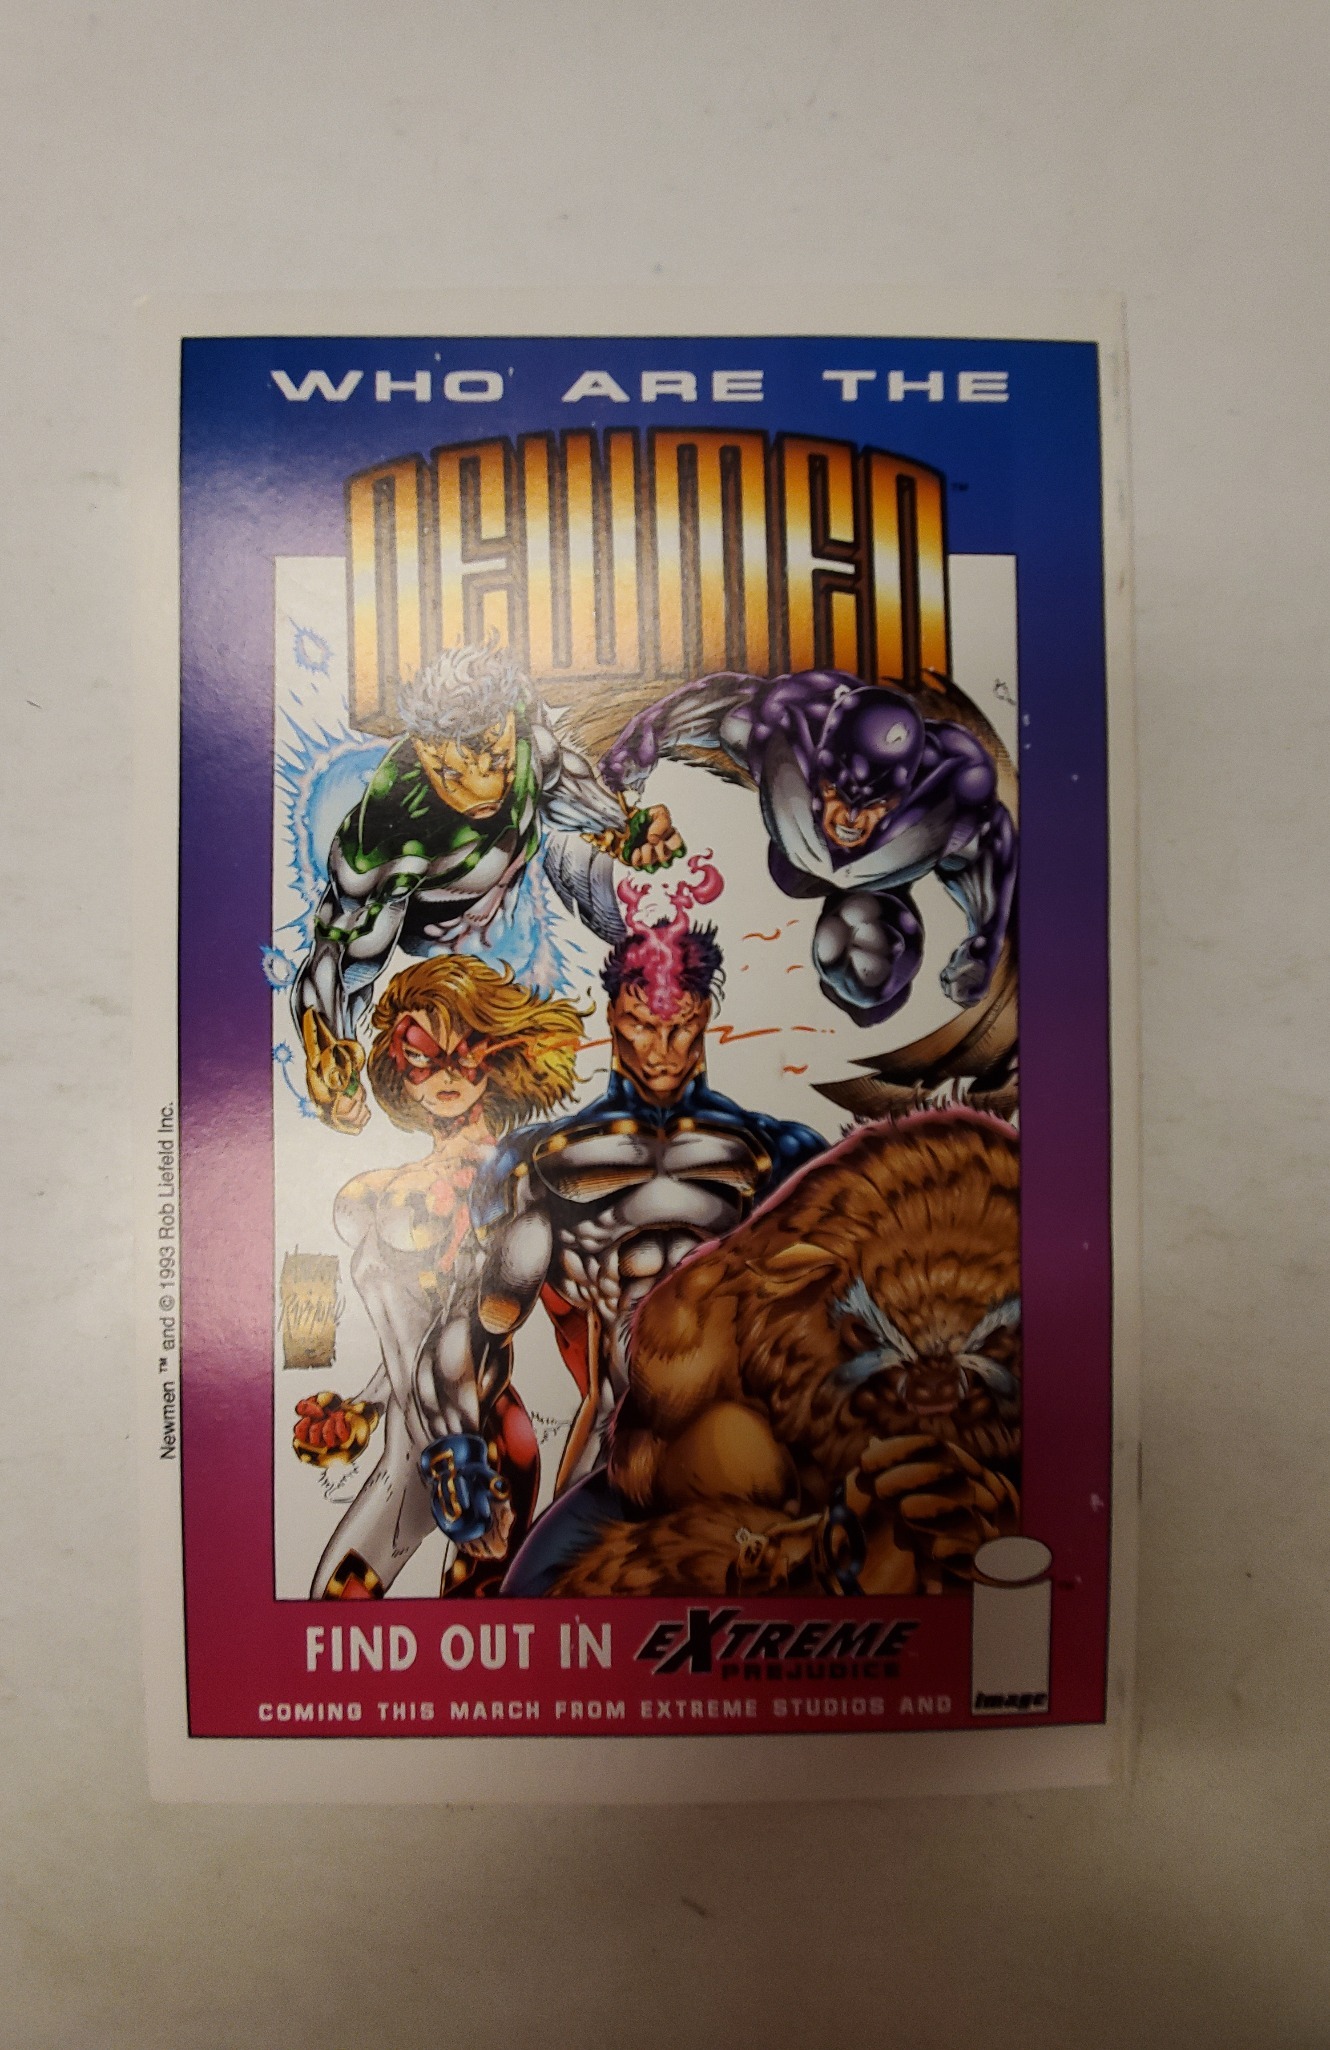 WHO ARE THE
NEWMEN™
Newmen ™ and © 1993 Rob Liefeld Inc.
FIND OUT IN EXTREME
PREJUDICE
COMING THIS MARCH FROM EXTREME STUDIOS AND
image